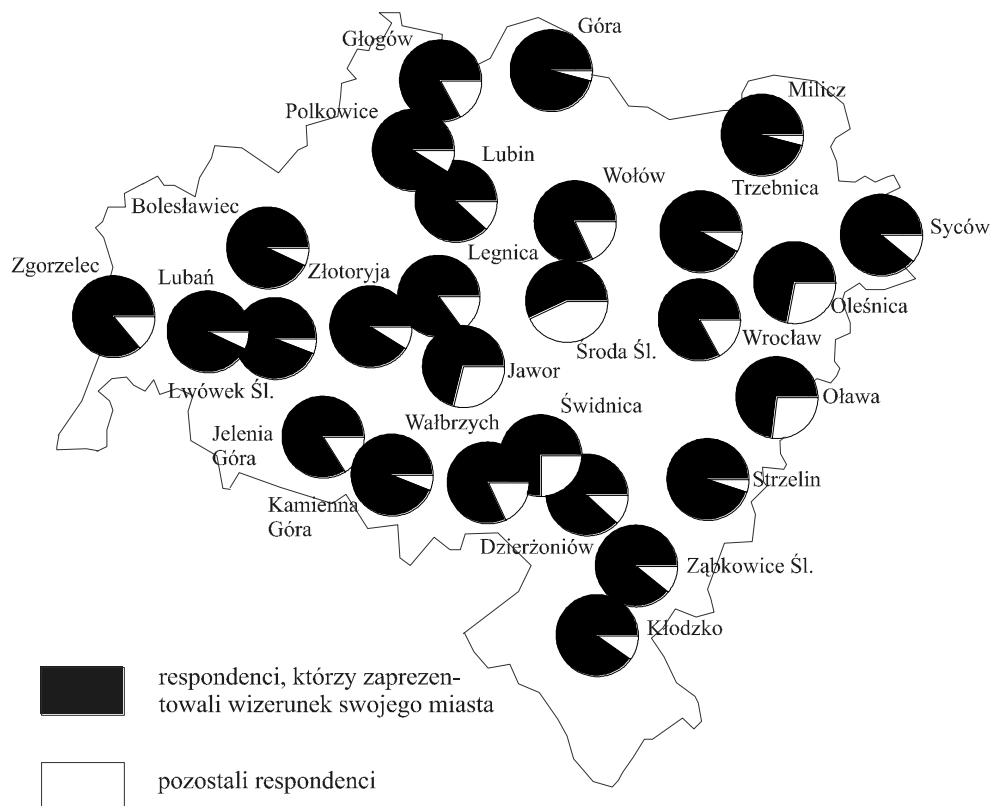 Góra
Głogów
Milicz
Polkowice
Lubin
Wołów
Trzebnica
Bolesławiec
Syców
Legnica
Zgorzelec
Lubań
Złotoryja
Oleśnica
Wrocław
Środa Śl.
Jawor
Lwówek Śl.
Oława
Świdnica
Wałbrzych
Jelenia
Góra
Strzelin
Kamienna
Góra
Dzierżoniów
Ząbkowice Śl.
Kłodzko
respondenci, którzy zaprezen-
towali wizerunek swojego miasta
pozostali respondenci